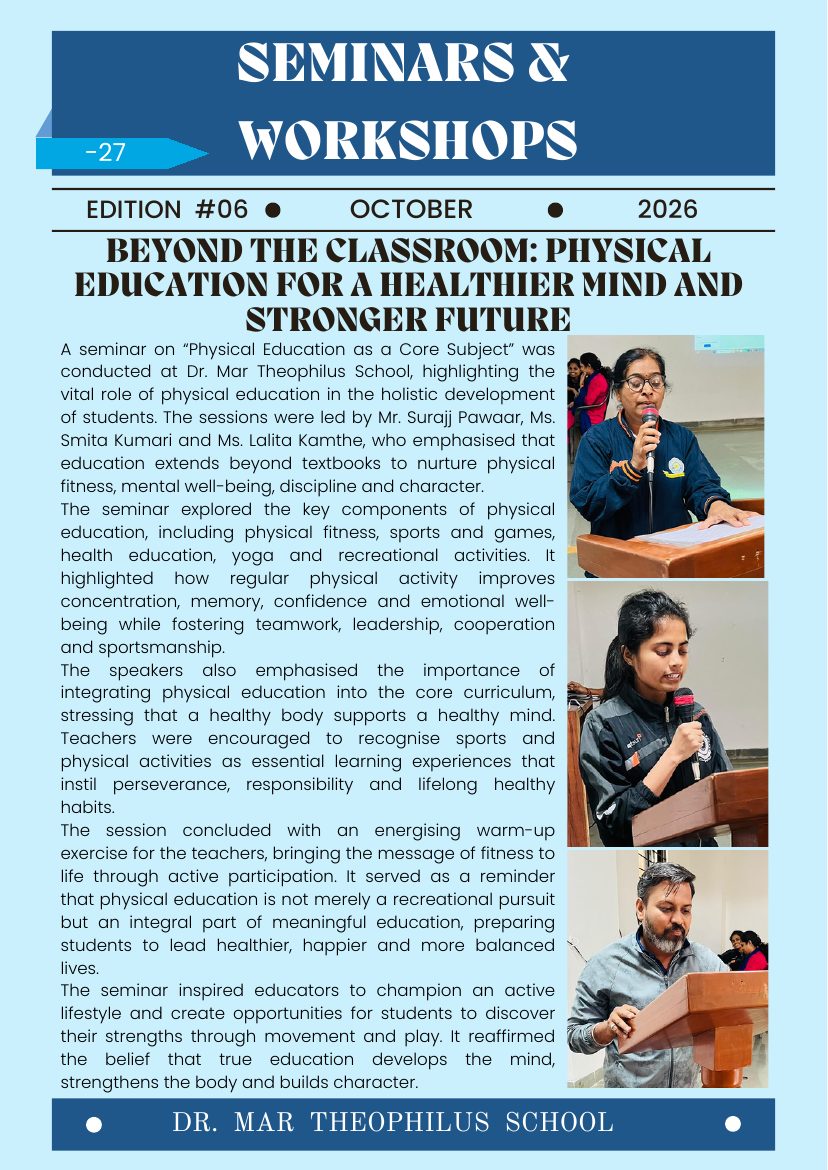 SEMINARS &
WORKSHOPS
-27
EDITION #06 ● OCTOBER ● 2026
BEYOND THE CLASSROOM: PHYSICAL
EDUCATION FOR A HEALTHIER MIND AND
STRONGER FUTURE
A seminar on “Physical Education as a Core Subject” was
conducted at Dr. Mar Theophilus School, highlighting the
vital role of physical education in the holistic development
of students. The sessions were led by Mr. Surajj Pawaar, Ms.
Smita Kumari and Ms. Lalita Kamthe, who emphasised that
education extends beyond textbooks to nurture physical
fitness, mental well-being, discipline and character.
The seminar explored the key components of physical
education, including physical fitness, sports and games,
health education, yoga and recreational activities. It
highlighted how regular physical activity improves
concentration, memory, confidence and emotional well-
being while fostering teamwork, leadership, cooperation
and sportsmanship.
The speakers also emphasised the importance of
integrating physical education into the core curriculum,
stressing that a healthy body supports a healthy mind.
Teachers were encouraged to recognise sports and
physical activities as essential learning experiences that
instil perseverance, responsibility and lifelong healthy
habits.
The session concluded with an energising warm-up
exercise for the teachers, bringing the message of fitness to
life through active participation. It served as a reminder
that physical education is not merely a recreational pursuit
but an integral part of meaningful education, preparing
students to lead healthier, happier and more balanced
lives.
The seminar inspired educators to champion an active
lifestyle and create opportunities for students to discover
their strengths through movement and play. It reaffirmed
the belief that true education develops the mind,
strengthens the body and builds character.
DR. MAR THEOPHILUS SCHOOL